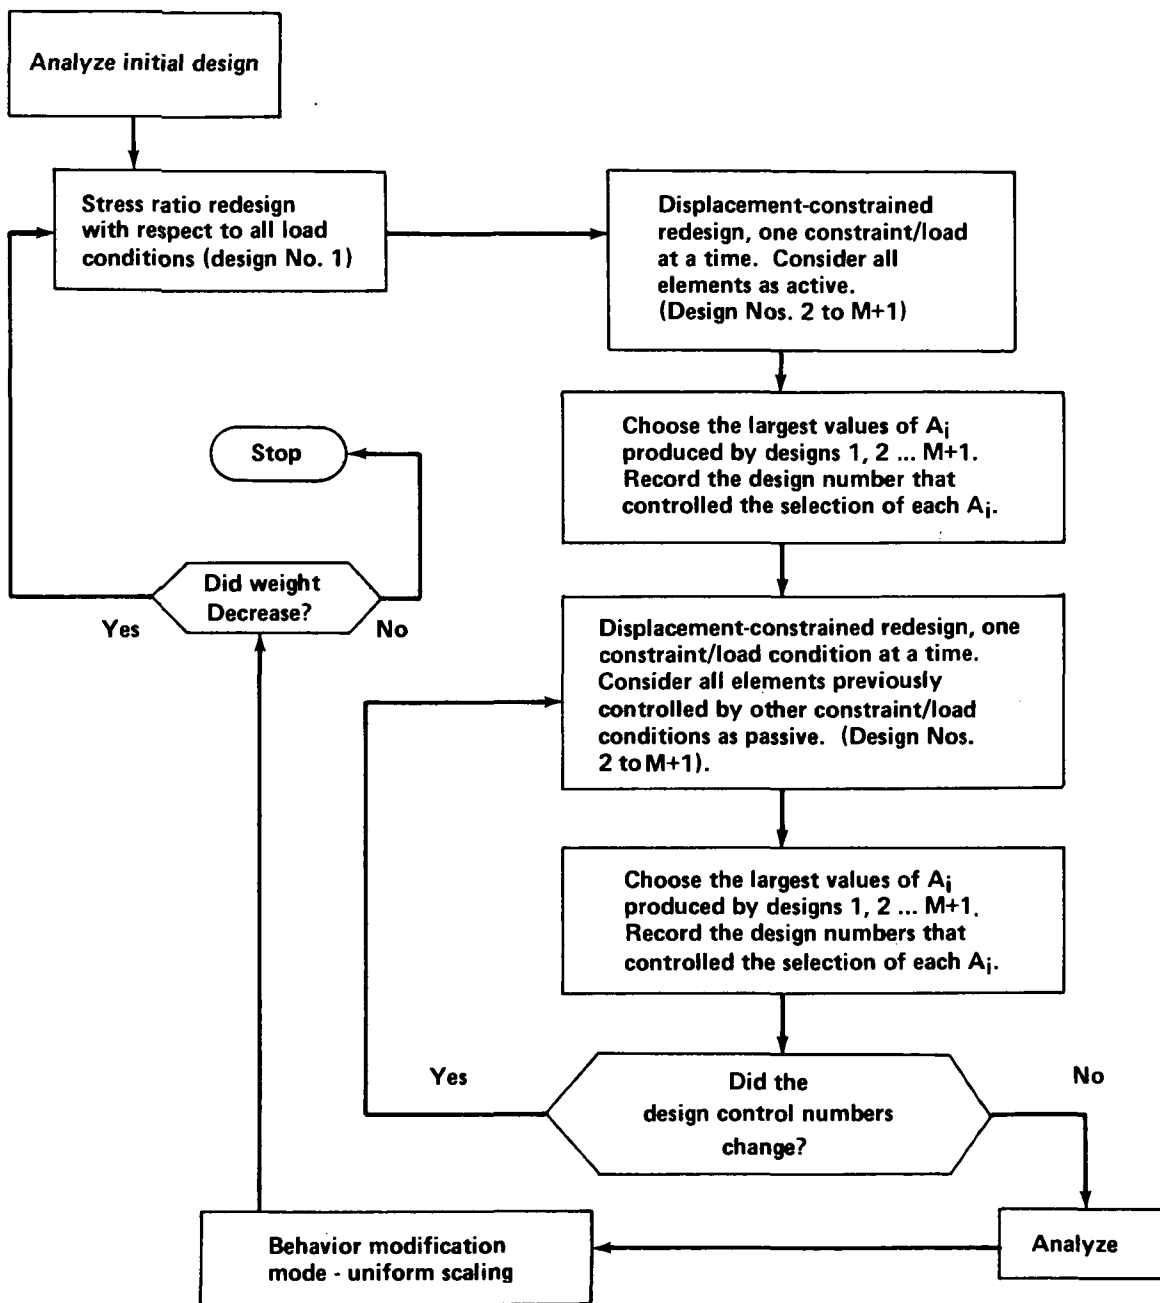 Analyze initial design
Stress ratio redesign
with respect to all load
conditions (design No. 1)
Displacement-constrained
redesign, one constraint/load
at a time. Consider all
elements as active.
(Design Nos. 2 to M+1)
Choose the largest values of Ai
produced by designs 1, 2 ... M+1.
Record the design number that
controlled the selection of each Ai.
Stop
Did weight
Decrease?
Yes
No
Displacement-constrained redesign, one
constraint/load condition at a time.
Consider all elements previously
controlled by other constraint/load
conditions as passive. (Design Nos.
2 to M+1).
Choose the largest values of Ai
produced by designs 1, 2 ... M+1.
Record the design numbers that
controlled the selection of each Ai.
Yes
No
Did the
design control numbers
change?
Behavior modification
mode - uniform scaling
Analyze